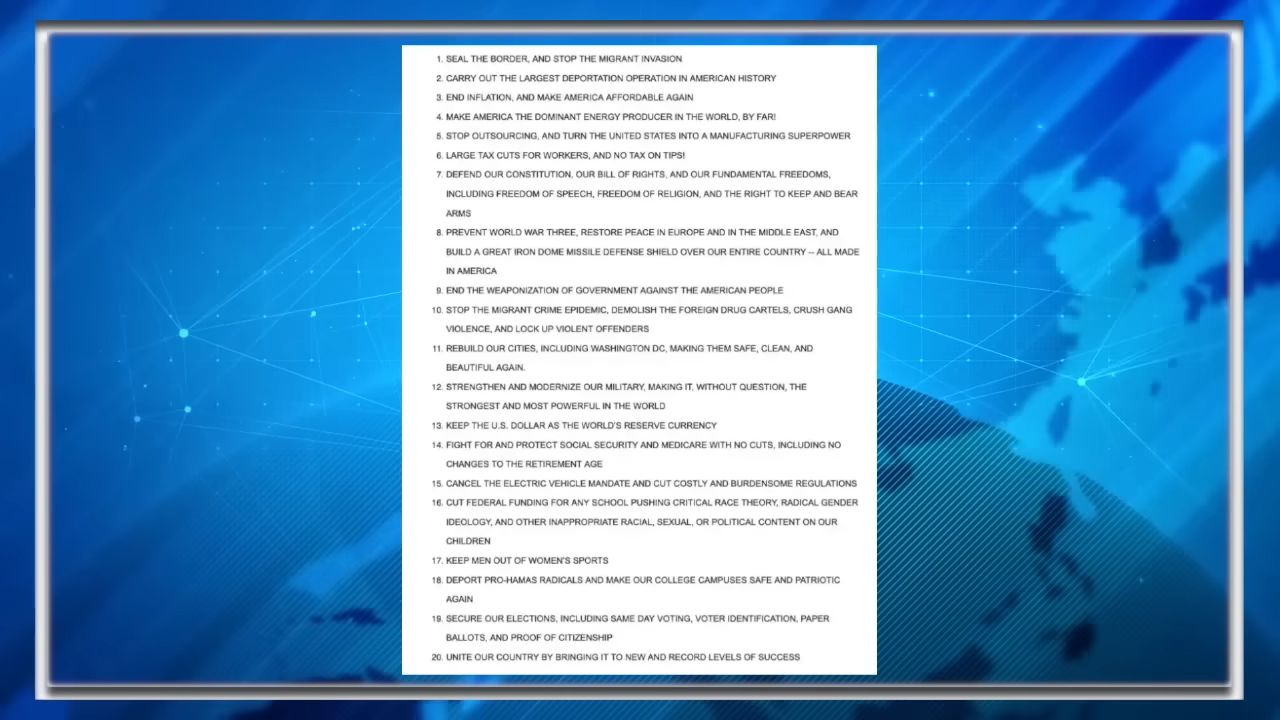 1. SEAL THE BORDER, AND STOP THE MIGRANT INVASION
2. CARRY OUT THE LARGEST DEPORTATION OPERATION IN AMERICAN HISTORY
3. END INFLATION, AND MAKE AMERICA AFFORDABLE AGAIN
4. MAKE AMERICA THE DOMINANT ENERGY PRODUCER IN THE WORLD, BY FAR!
5. STOP OUTSOURCING, AND TURN THE UNITED STATES INTO A MANUFACTURING SUPERPOWER
6. LARGE TAX CUTS FOR WORKERS, AND NO TAX ON TIPS!
7. DEFEND OUR CONSTITUTION, OUR BILL OF RIGHTS, AND OUR FUNDAMENTAL FREEDOMS,
INCLUDING FREEDOM OF SPEECH, FREEDOM OF RELIGION, AND THE RIGHT TO KEEP AND BEAR
ARMS
8. PREVENT WORLD WAR THREE, RESTORE PEACE IN EUROPE AND IN THE MIDDLE EAST, AND
BUILD A GREAT IRON DOME MISSILE DEFENSE SHIELD OVER OUR ENTIRE COUNTRY -- ALL MADE
IN AMERICA
9. END THE WEAPONIZATION OF GOVERNMENT AGAINST THE AMERICAN PEOPLE
10. STOP THE MIGRANT CRIME EPIDEMIC, DEMOLISH THE FOREIGN DRUG CARTELS, CRUSH GANG
VIOLENCE, AND LOCK UP VIOLENT OFFENDERS
11. REBUILD OUR CITIES, INCLUDING WASHINGTON DC, MAKING THEM SAFE, CLEAN, AND
BEAUTIFUL AGAIN.
12. STRENGTHEN AND MODERNIZE OUR MILITARY, MAKING IT, WITHOUT QUESTION, THE
STRONGEST AND MOST POWERFUL IN THE WORLD
13. KEEP THE U.S. DOLLAR AS THE WORLD'S RESERVE CURRENCY
14. FIGHT FOR AND PROTECT SOCIAL SECURITY AND MEDICARE WITH NO CUTS, INCLUDING NO
CHANGES TO THE RETIREMENT AGE
15. CANCEL THE ELECTRIC VEHICLE MANDATE AND CUT COSTLY AND BURDENSOME REGULATIONS
16. CUT FEDERAL FUNDING FOR ANY SCHOOL PUSHING CRITICAL RACE THEORY, RADICAL GENDER
IDEOLOGY, AND OTHER INAPPROPRIATE RACIAL, SEXUAL, OR POLITICAL CONTENT ON OUR
CHILDREN
17. KEEP MEN OUT OF WOMEN'S SPORTS
18. DEPORT PRO-HAMAS RADICALS AND MAKE OUR COLLEGE CAMPUSES SAFE AND PATRIOTIC
AGAIN
19. SECURE OUR ELECTIONS, INCLUDING SAME DAY VOTING, VOTER IDENTIFICATION, PAPER
BALLOTS, AND PROOF OF CITIZENSHIP
20. UNITE OUR COUNTRY BY BRINGING IT TO NEW AND RECORD LEVELS OF SUCCESS